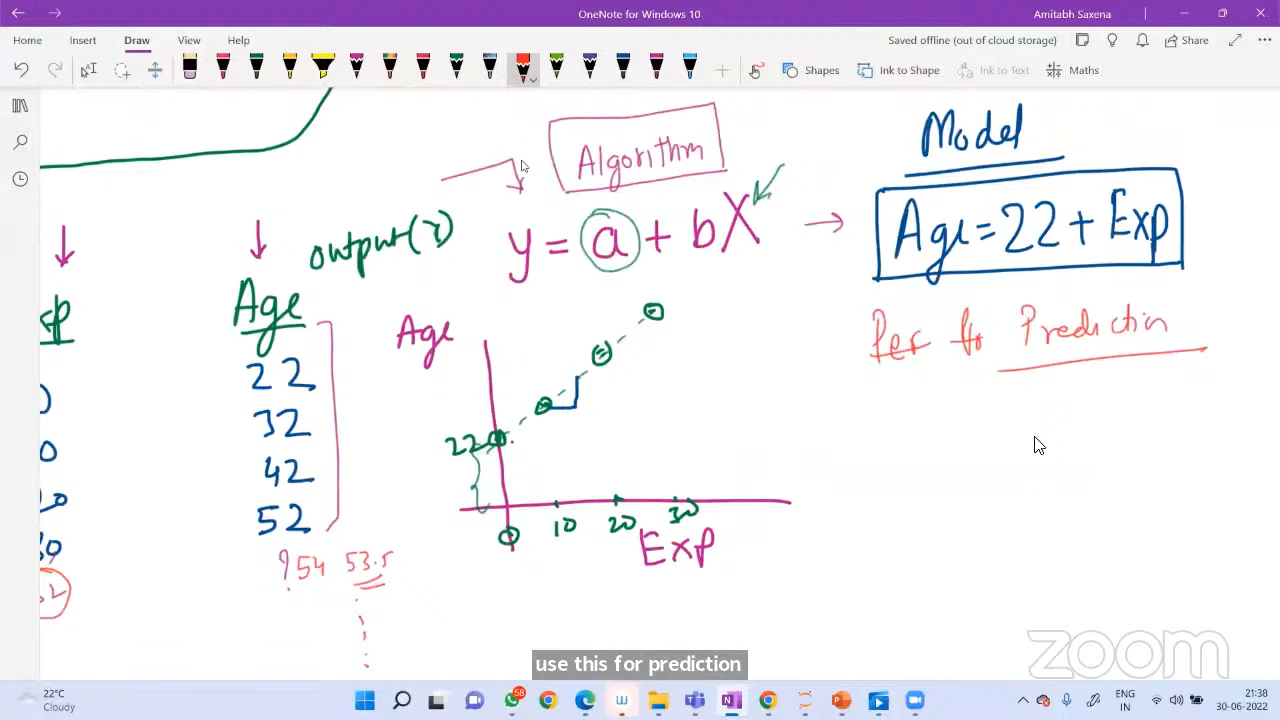 OneNote for Windows 10
Amitabh Saxena
Home Insert Draw View Help
Saved offline (out of cloud storage)
Share
Shapes Ink to Shape Ink to Text Maths
Algorithm
Model
output(Y)
y = a + bX
Age = 22 + Exp
Age
Age
Prediction
22
32
42
52
22
0 10 20 30
Exp
? 54 53.5
use this for prediction
zoom
22°C
Cloudy
58
ENG
IN
21:38
30-06-2022